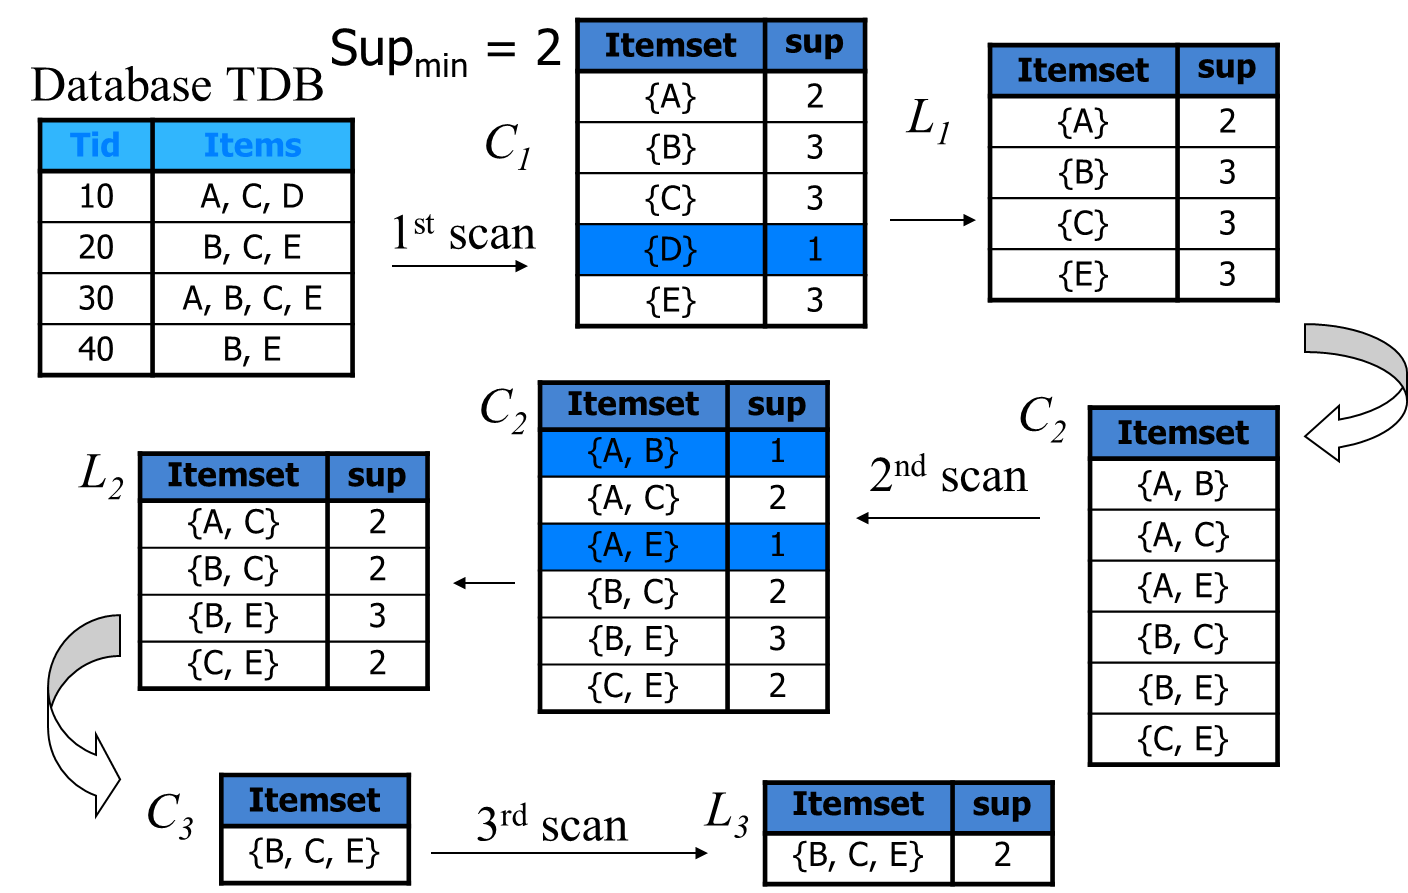 Sup_min = 2
Database TDB
Tid Items
10 A, C, D
20 B, C, E
30 A, B, C, E
40 B, E
1st scan
C1
Itemset sup
{A} 2
{B} 3
{C} 3
{D} 1
{E} 3
L1
Itemset sup
{A} 2
{B} 3
{C} 3
{E} 3
C2
Itemset
{A, B}
{A, C}
{A, E}
{B, C}
{B, E}
{C, E}
2nd scan
C2
Itemset sup
{A, B} 1
{A, C} 2
{A, E} 1
{B, C} 2
{B, E} 3
{C, E} 2
L2
Itemset sup
{A, C} 2
{B, C} 2
{B, E} 3
{C, E} 2
C3
Itemset
{B, C, E}
3rd scan
L3
Itemset sup
{B, C, E} 2